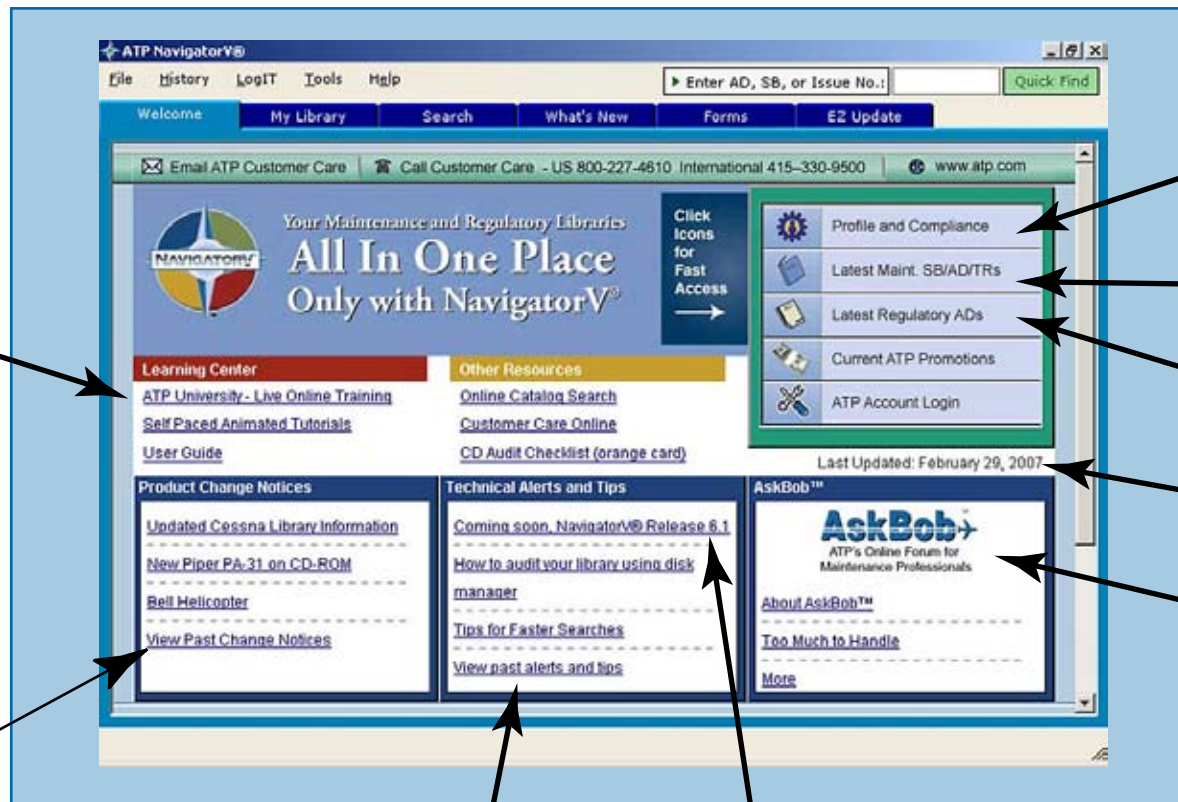 ATP NavigatorV®
File History LogIT Tools Help
Enter AD, SB, or Issue No.: Quick Find
Welcome My Library Search What's New Forms EZ Update
Email ATP Customer Care Call Customer Care - US 800-227-4610 International 415-330-9500 www.atp.com
NAVIGATORV
Your Maintenance and Regulatory Libraries
All In One Place
Only with NavigatorV®
Click
Icons
for
Fast
Access
Profile and Compliance
Latest Maint. SB/AD/TRs
Latest Regulatory ADs
Current ATP Promotions
ATP Account Login
Learning Center
ATP University - Live Online Training
Self Paced Animated Tutorials
User Guide
Other Resources
Online Catalog Search
Customer Care Online
CD Audit Checklist (orange card)
Last Updated: February 29, 2007
Product Change Notices
Updated Cessna Library Information
New Piper PA-31 on CD-ROM
Bell Helicopter
View Past Change Notices
Technical Alerts and Tips
Coming soon, NavigatorV® Release 6.1
How to audit your library using disk
manager
Tips for Faster Searches
View past alerts and tips
AskBob™
AskBob
ATP's Online Forum for
Maintenance Professionals
About AskBob™
Too Much to Handle
More